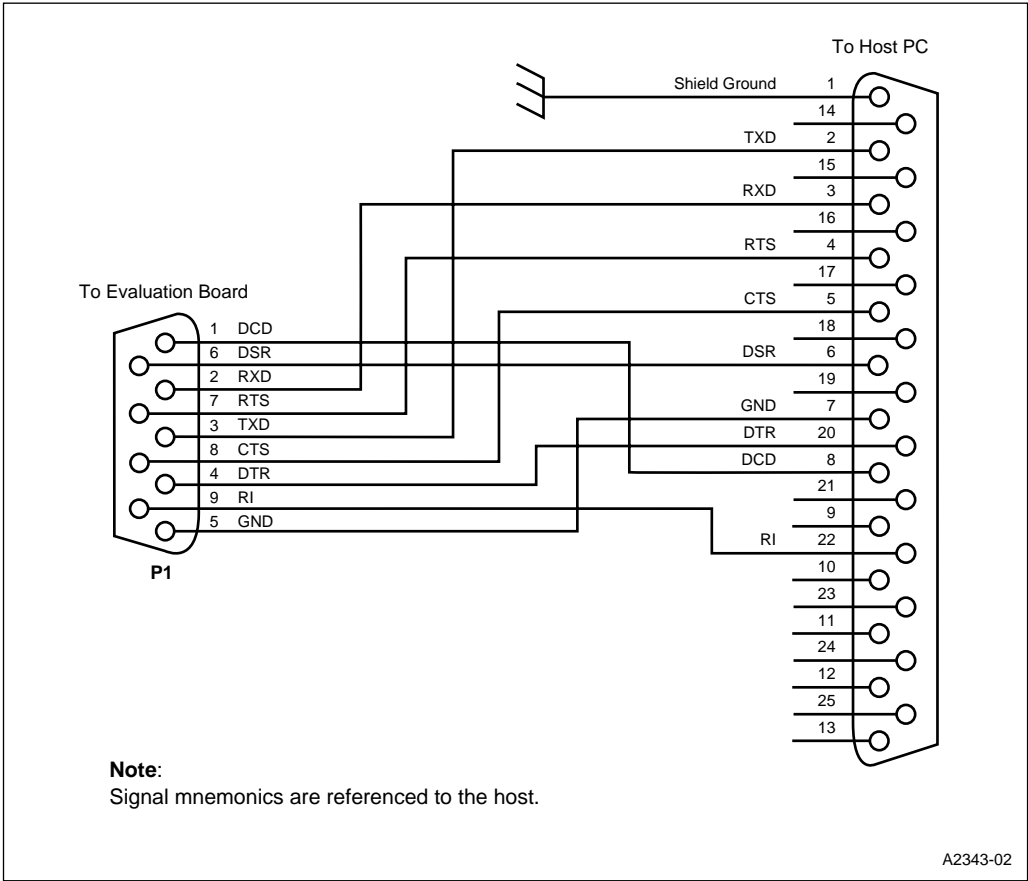 To Host PC
Shield Ground 1
14
TXD 2
15
RXD 3
16
RTS 4
17
CTS 5
18
DSR 6
19
GND 7
DTR 20
DCD 8
21
9
RI 22
10
23
11
24
12
25
13
To Evaluation Board
1 DCD
6 DSR
2 RXD
7 RTS
3 TXD
8 CTS
4 DTR
9 RI
5 GND
P1
Note:
Signal mnemonics are referenced to the host.
A2343-02